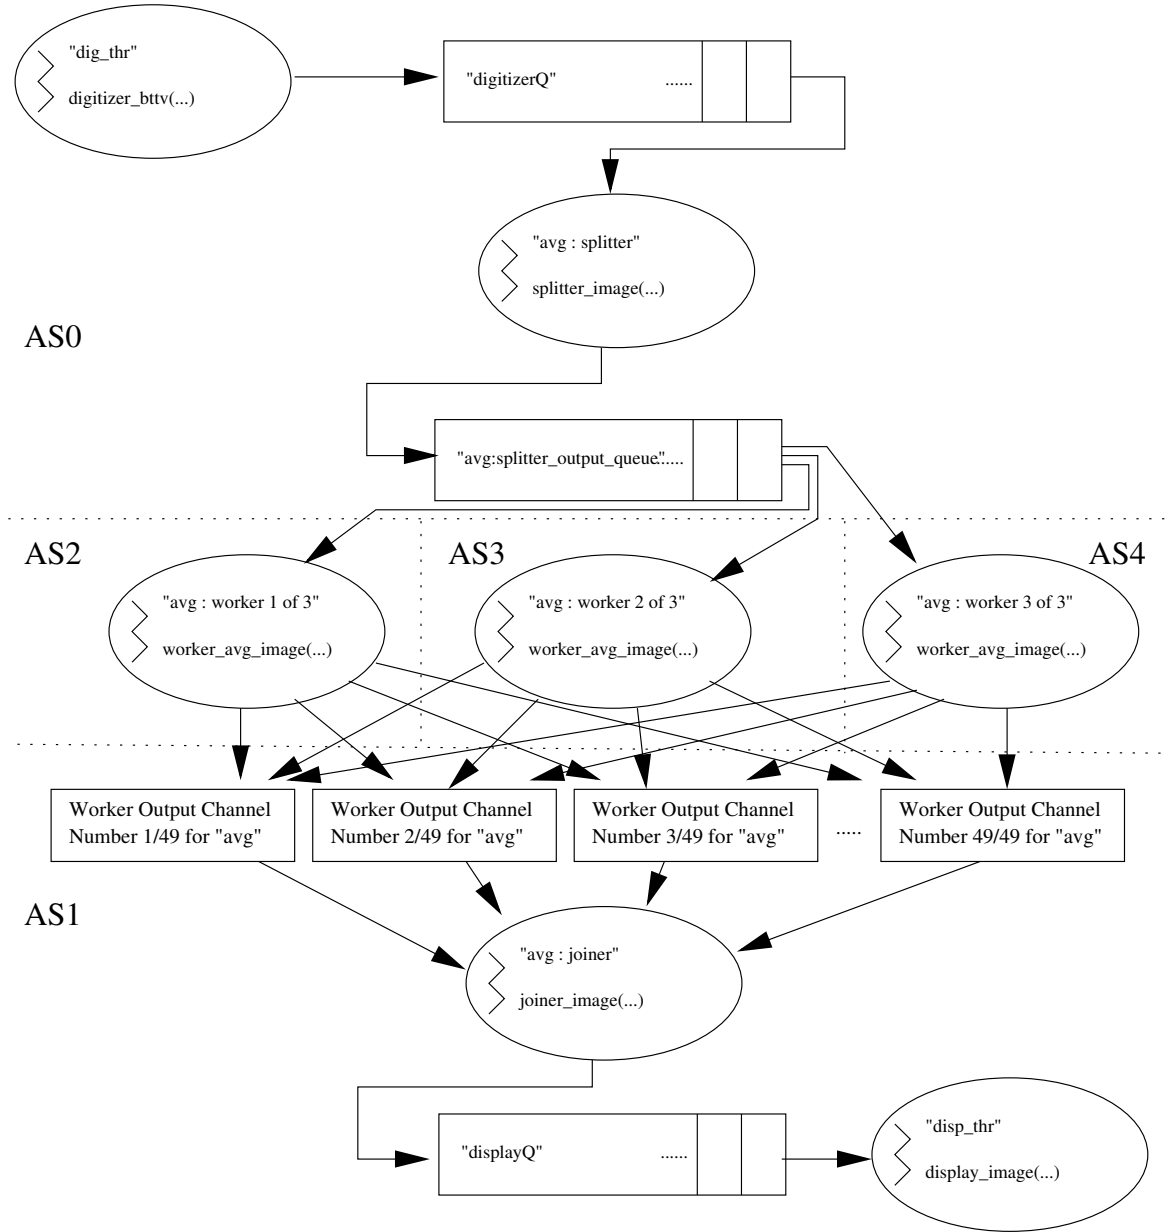 "dig_thr"
digitizer_bttv(...)
"digitizerQ" ......
"avg : splitter"
splitter_image(...)
AS0
"avg:splitter_output_queue"......
AS2
AS3
AS4
"avg : worker 1 of 3"
worker_avg_image(...)
"avg : worker 2 of 3"
worker_avg_image(...)
"avg : worker 3 of 3"
worker_avg_image(...)
Worker Output Channel
Number 1/49 for "avg"
Worker Output Channel
Number 2/49 for "avg"
Worker Output Channel
Number 3/49 for "avg"
.....
Worker Output Channel
Number 49/49 for "avg"
AS1
"avg : joiner"
joiner_image(...)
"displayQ" ......
"disp_thr"
display_image(...)